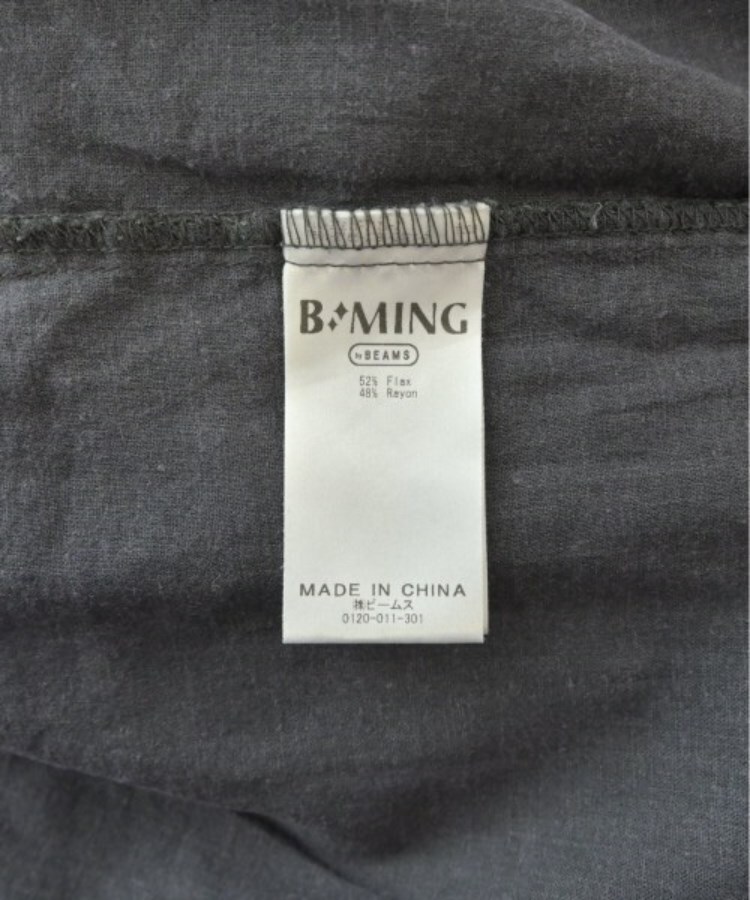 B MING
by BEAMS
52% Flax
48% Rayon
MADE IN CHINA
㈱ビームス
0120-011-301